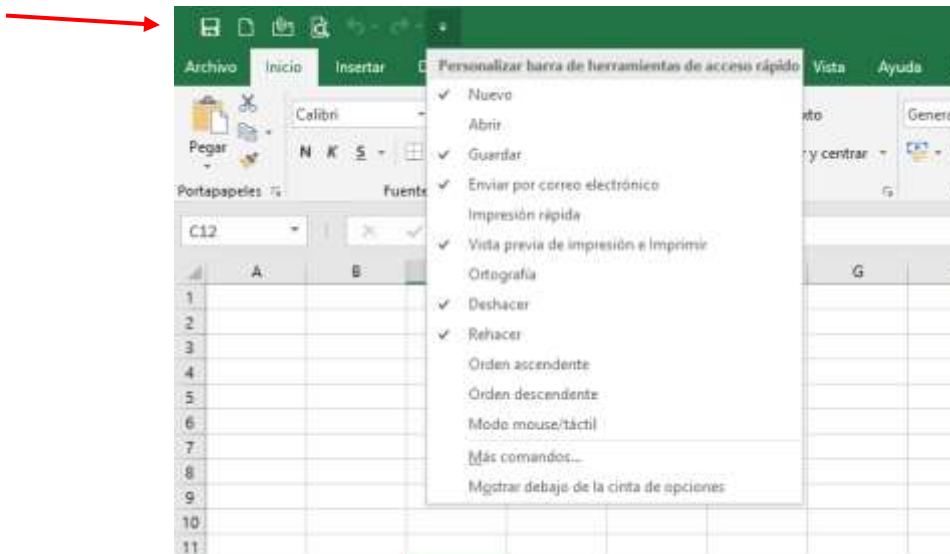 Archivo Inicio Insertar D Vista Ayuda
Personalizar barra de herramientas de acceso rápido
Nuevo
Abrir
Guardar
Enviar por correo electrónico
Impresión rápida
Vista previa de impresión e Imprimir
Ortografía
Deshacer
Rehacer
Orden ascendente
Orden descendente
Modo mouse/táctil
Más comandos...
Mostrar debajo de la cinta de opciones
Pegar
Portapapeles
Calibri
N K S
Fuente
xto
r y centrar
Genera
C12
A B G
1
2
3
4
5
6
7
8
9
10
11